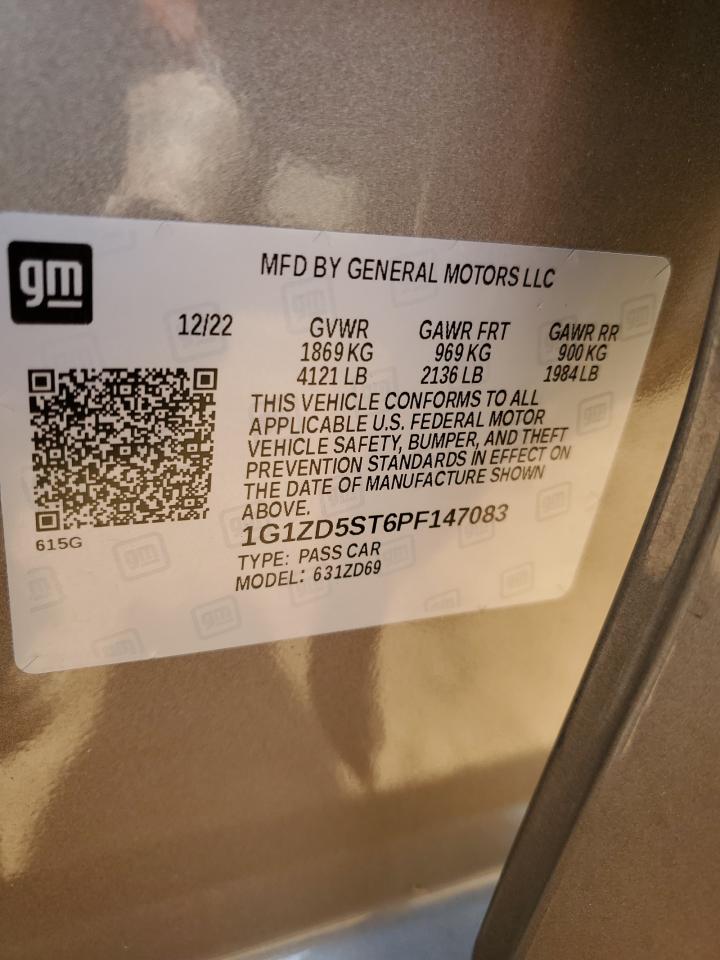 gm
MFD BY GENERAL MOTORS LLC
12/22 GVWR GAWR FRT GAWR RR
1869 KG 969 KG 900 KG
4121 LB 2136 LB 1984 LB
THIS VEHICLE CONFORMS TO ALL
APPLICABLE U.S. FEDERAL MOTOR
VEHICLE SAFETY, BUMPER, AND THEFT
PREVENTION STANDARDS IN EFFECT ON
THE DATE OF MANUFACTURE SHOWN
ABOVE.
1G1ZD5ST6PF147083
615G
TYPE: PASS CAR
MODEL: 631ZD69